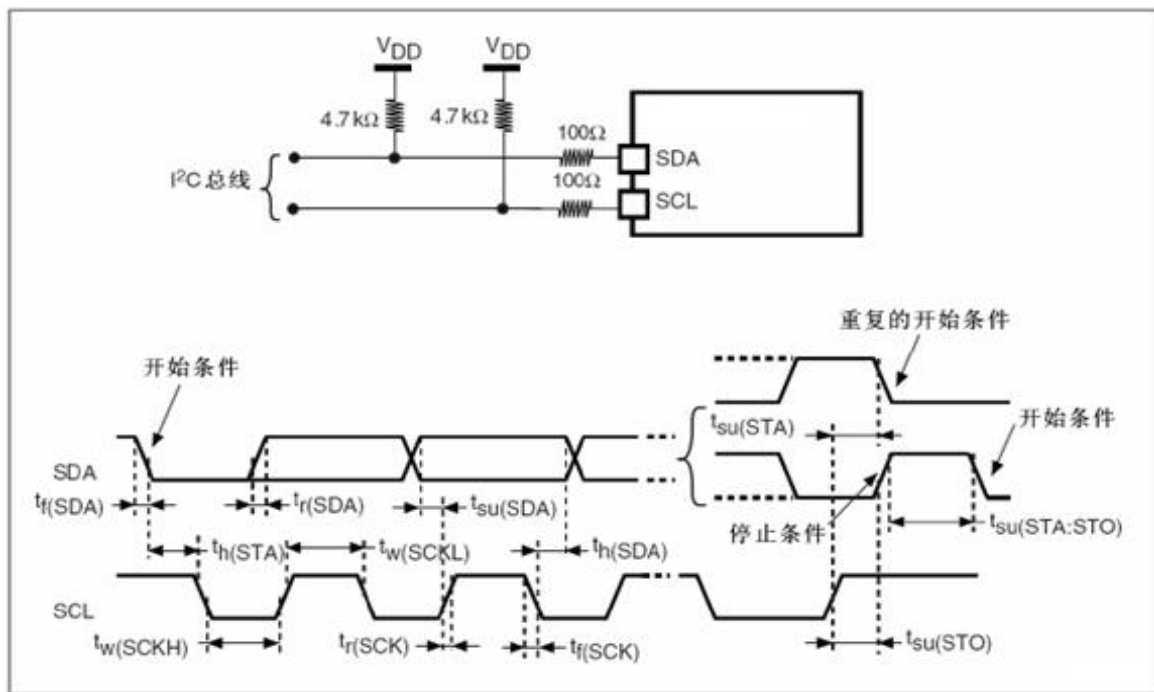 VDD
VDD
4.7kΩ
4.7kΩ
100Ω
SDA
I²C 总线
100Ω
SCL
重复的开始条件
开始条件
开始条件
tsu(STA)
SDA
tf(SDA)
tr(SDA)
tsu(SDA)
停止条件
tsu(STA:STO)
th(STA)
tw(SCKL)
th(SDA)
SCL
tw(SCKH)
tr(SCK)
tf(SCK)
tsu(STO)